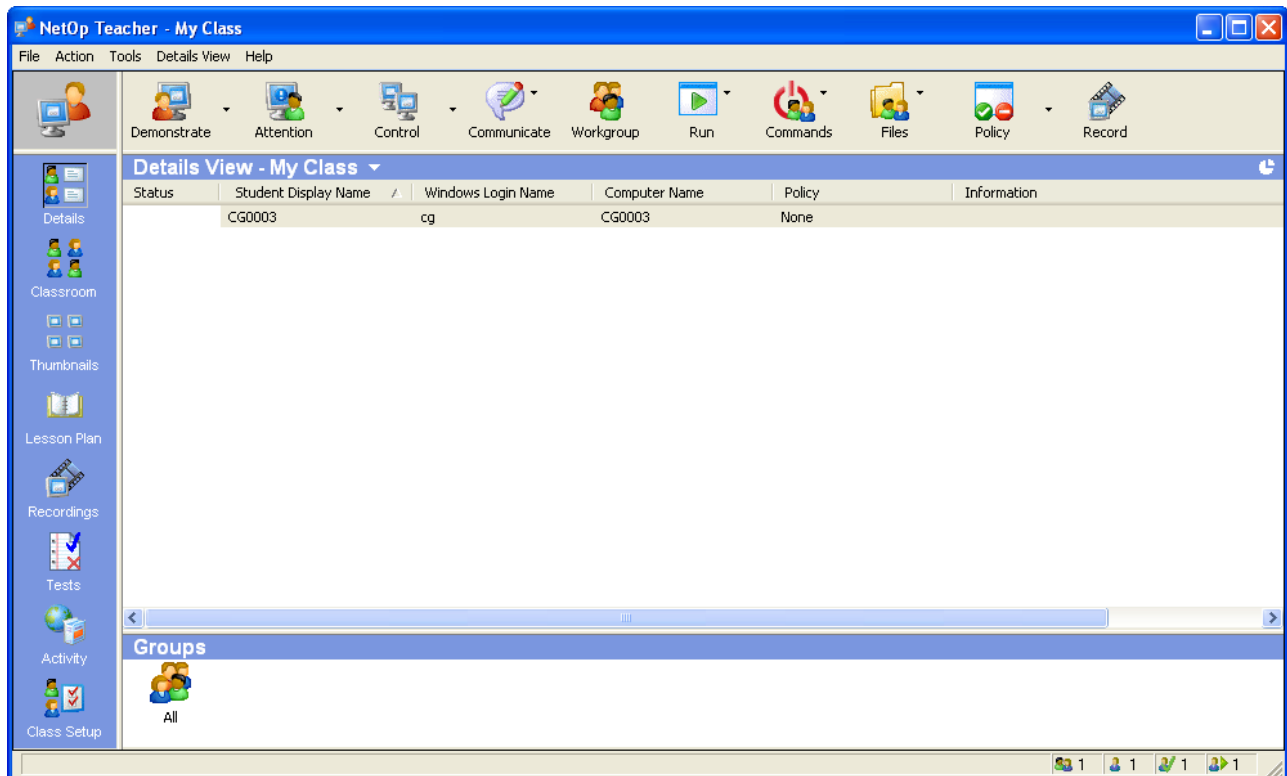 NetOp Teacher - My Class
File Action Tools Details View Help
Demonstrate Attention Control Communicate Workgroup Run Commands Files Policy Record
Details View - My Class
Status Student Display Name Windows Login Name Computer Name Policy Information
CG0003 cg CG0003 None
Details
Classroom
Thumbnails
Lesson Plan
Recordings
Tests
Activity
Class Setup
Groups
All
1 1 1 1